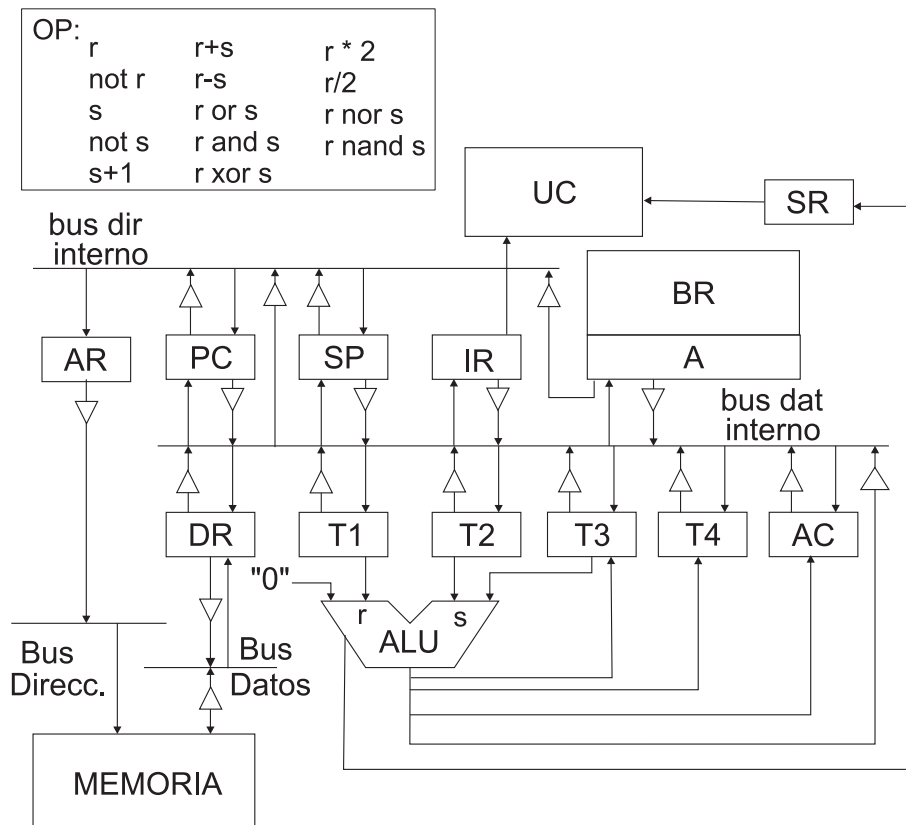 OP:
r r+s r * 2
not r r-s r/2
s r or s r nor s
not s r and s r nand s
s+1 r xor s
UC
SR
bus dir
interno
BR
AR
PC
SP
IR
A
bus dat
interno
DR
T1
T2
T3
T4
AC
"0"
r
s
ALU
Bus
Direcc.
Bus
Datos
MEMORIA